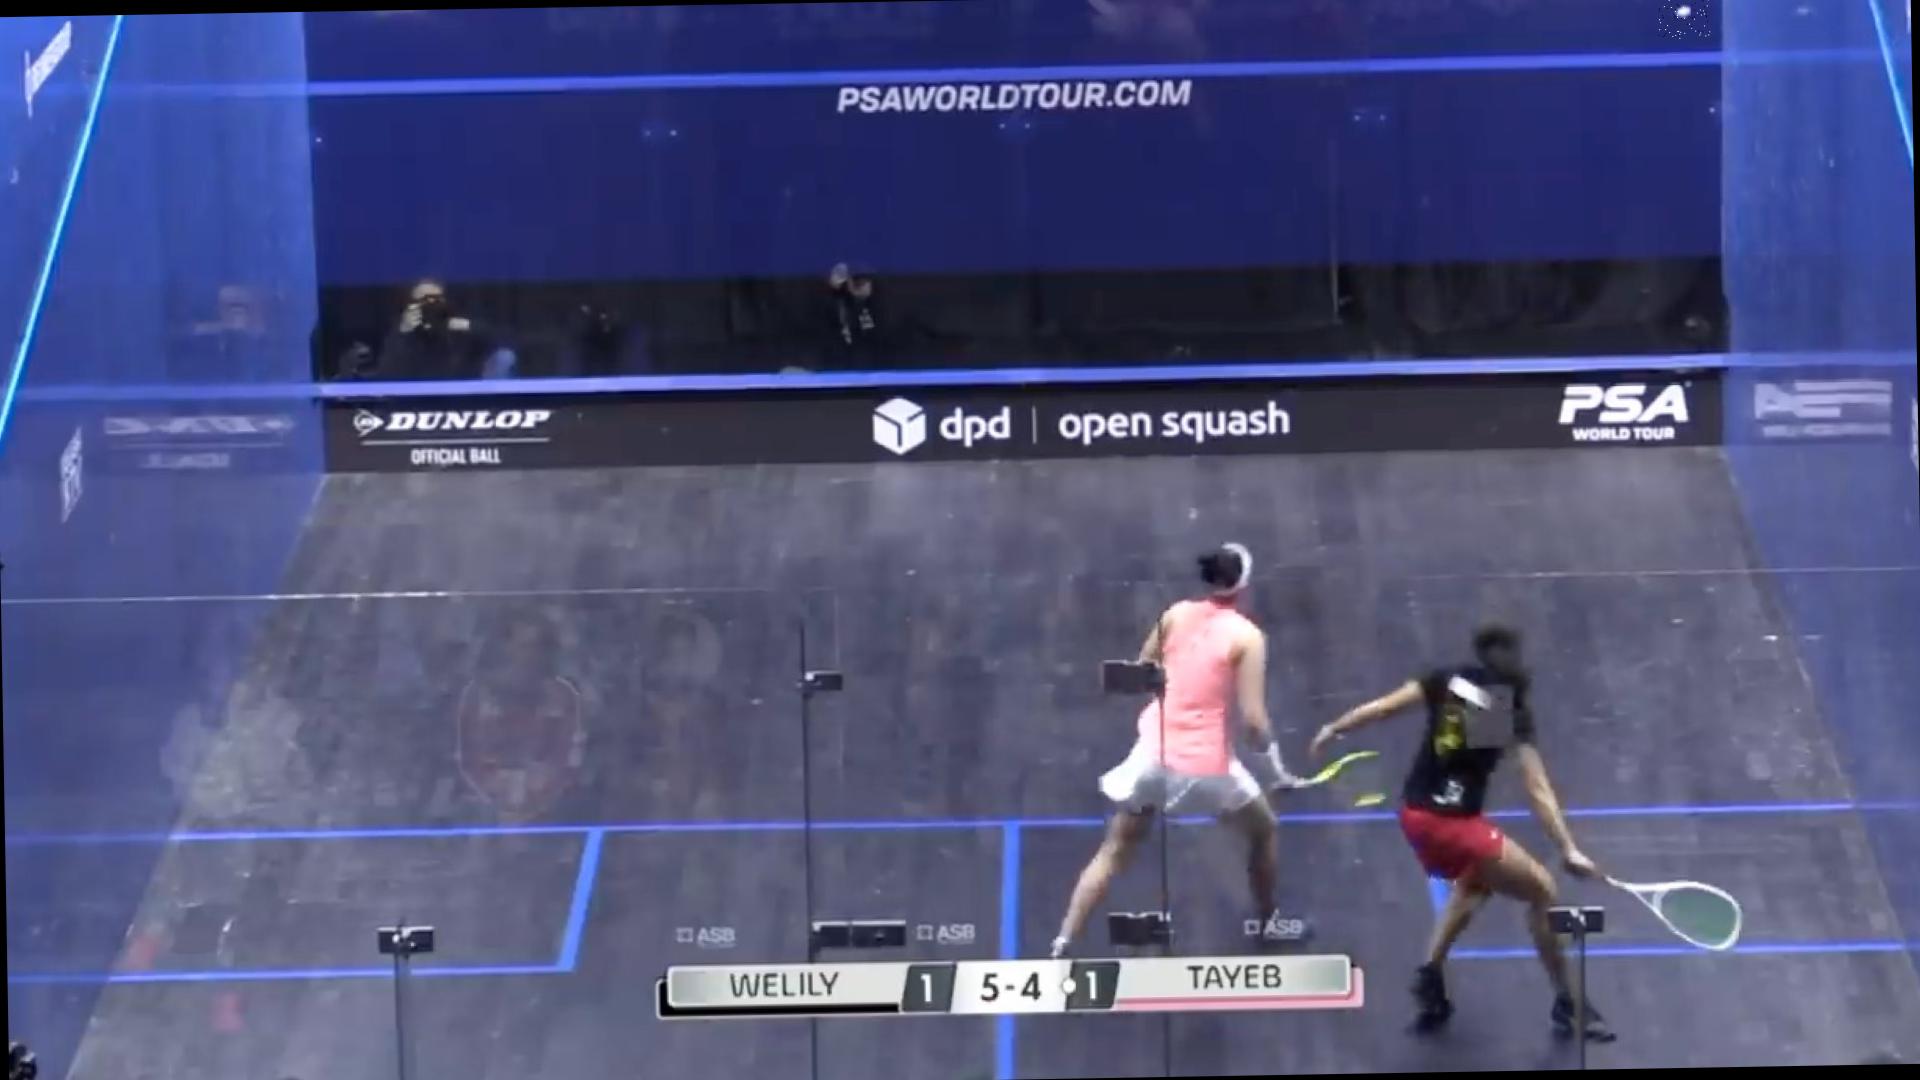 PSAWORLDTOUR.COM
DUNLOP
OFFICIAL BALL
dpd | open squash
PSA
WORLD TOUR
ASB
ASB
ASB
WELILY 1 5-4 1 TAYEB